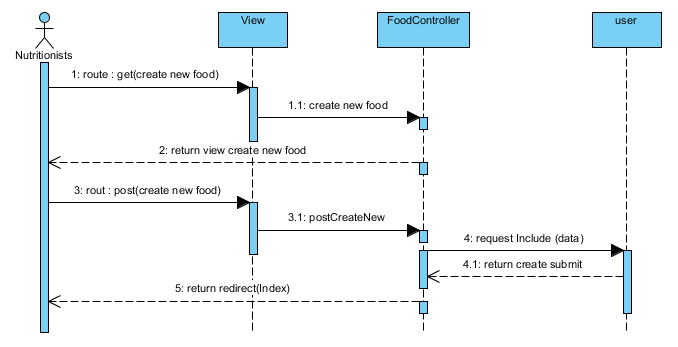 View
FoodController
user
Nutritionists
1: route : get(create new food)
1.1: create new food
2: return view create new food
3: rout : post(create new food)
3.1: postCreateNew
4: request Include (data)
4.1: return create submit
5: return redirect(Index)